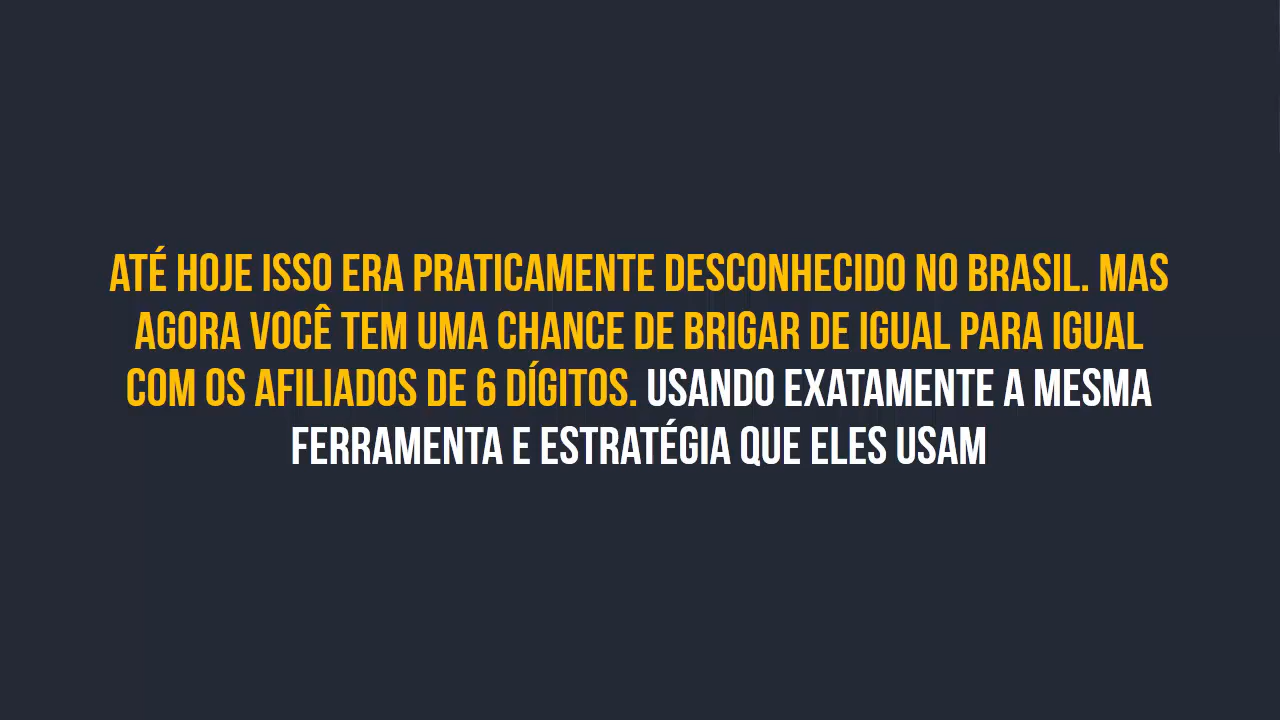 ATÉ HOJE ISSO ERA PRATICAMENTE DESCONHECIDO NO BRASIL. MAS
AGORA VOCÊ TEM UMA CHANCE DE BRIGAR DE IGUAL PARA IGUAL
COM OS AFILIADOS DE 6 DÍGITOS. USANDO EXATAMENTE A MESMA
FERRAMENTA E ESTRATÉGIA QUE ELES USAM